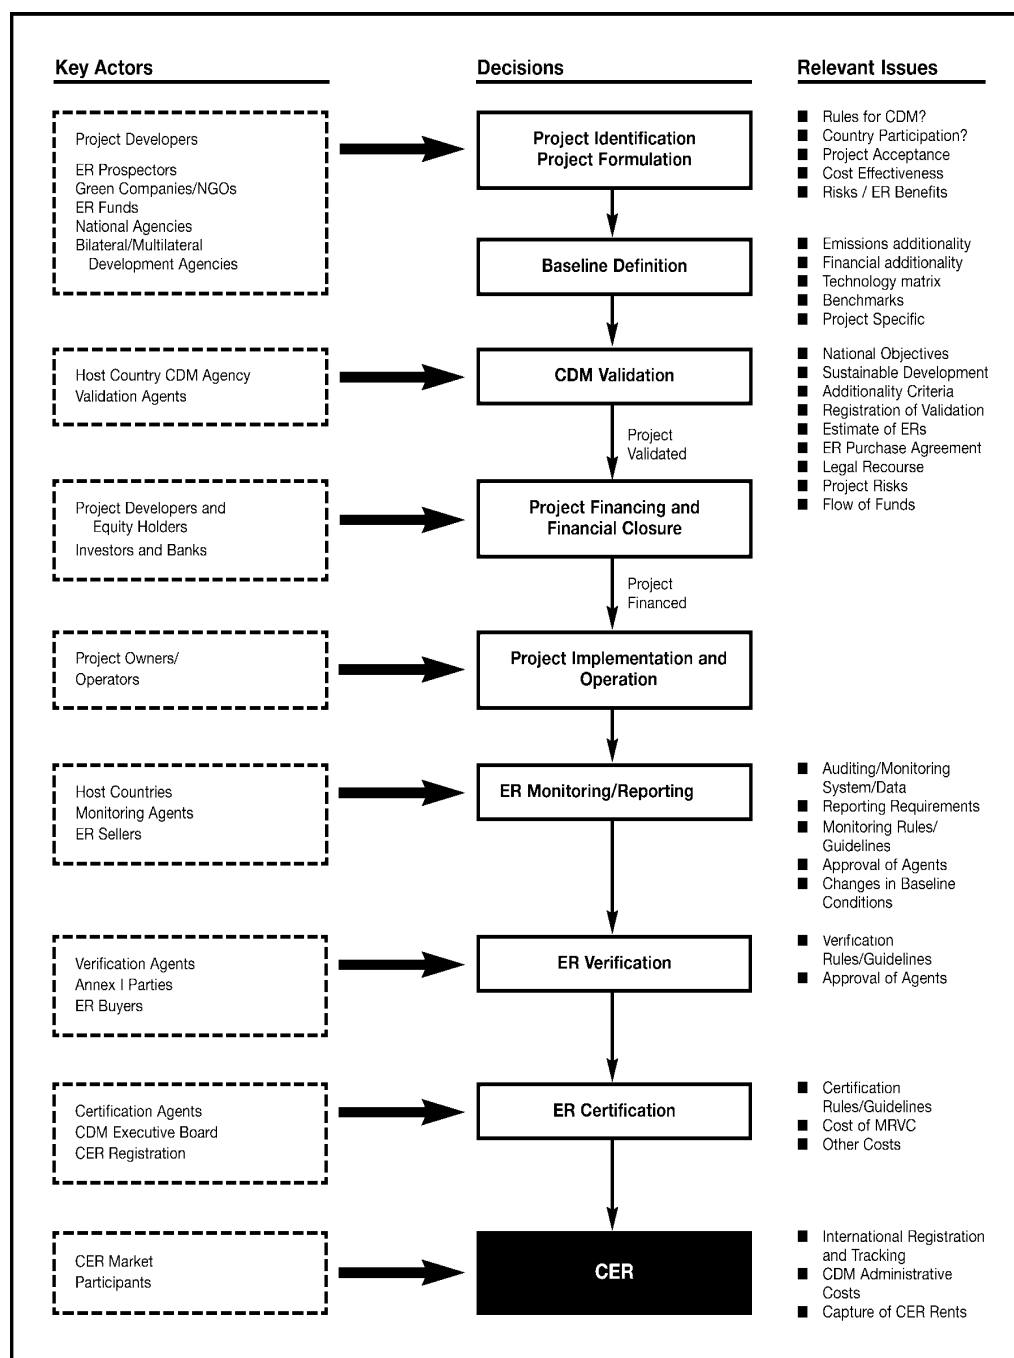 Key Actors
Decisions
Relevant Issues
Project Developers
ER Prospectors
Green Companies/NGOs
ER Funds
National Agencies
Bilateral/Multilateral
Development Agencies
Project Identification
Project Formulation
Rules for CDM?
Country Participation?
Project Acceptance
Cost Effectiveness
Risks / ER Benefits
Baseline Definition
Emissions additionality
Financial additionality
Technology matrix
Benchmarks
Project Specific
Host Country CDM Agency
Validation Agents
CDM Validation
National Objectives
Sustainable Development
Additionality Criteria
Registration of Validation
Estimate of ERs
ER Purchase Agreement
Legal Recourse
Project Risks
Flow of Funds
Project
Validated
Project Developers and
Equity Holders
Investors and Banks
Project Financing and
Financial Closure
Project
Financed
Project Owners/
Operators
Project Implementation and
Operation
Host Countries
Monitoring Agents
ER Sellers
ER Monitoring/Reporting
Auditing/Monitoring
System/Data
Reporting Requirements
Monitoring Rules/
Guidelines
Approval of Agents
Changes in Baseline
Conditions
Verification Agents
Annex I Parties
ER Buyers
ER Verification
Verification
Rules/Guidelines
Approval of Agents
Certification Agents
CDM Executive Board
CER Registration
ER Certification
Certification
Rules/Guidelines
Cost of MRVC
Other Costs
CER Market
Participants
CER
International Registration
and Tracking
CDM Administrative
Costs
Capture of CER Rents